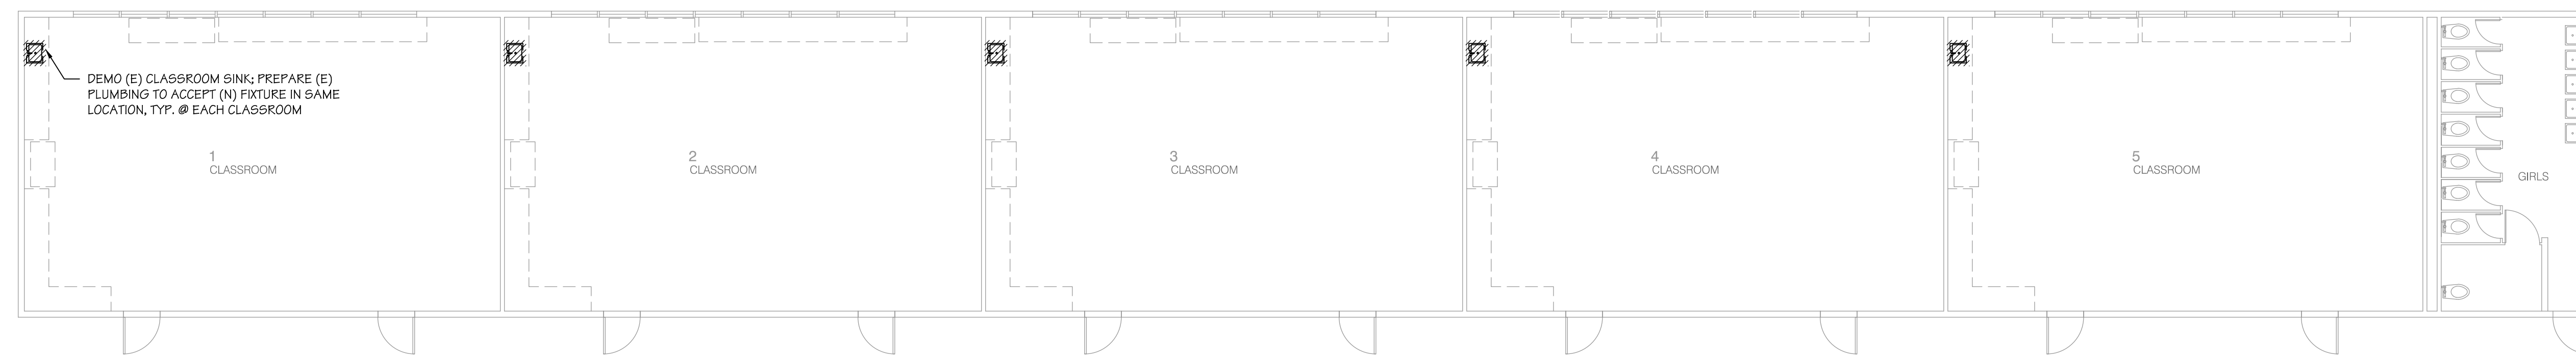 DEMO (E) CLASSROOM SINK; PREPARE (E)
PLUMBING TO ACCEPT (N) FIXTURE IN SAME
LOCATION, TYP. @ EACH CLASSROOM
1
CLASSROOM
2
CLASSROOM
3
CLASSROOM
4
CLASSROOM
5
CLASSROOM
GIRLS